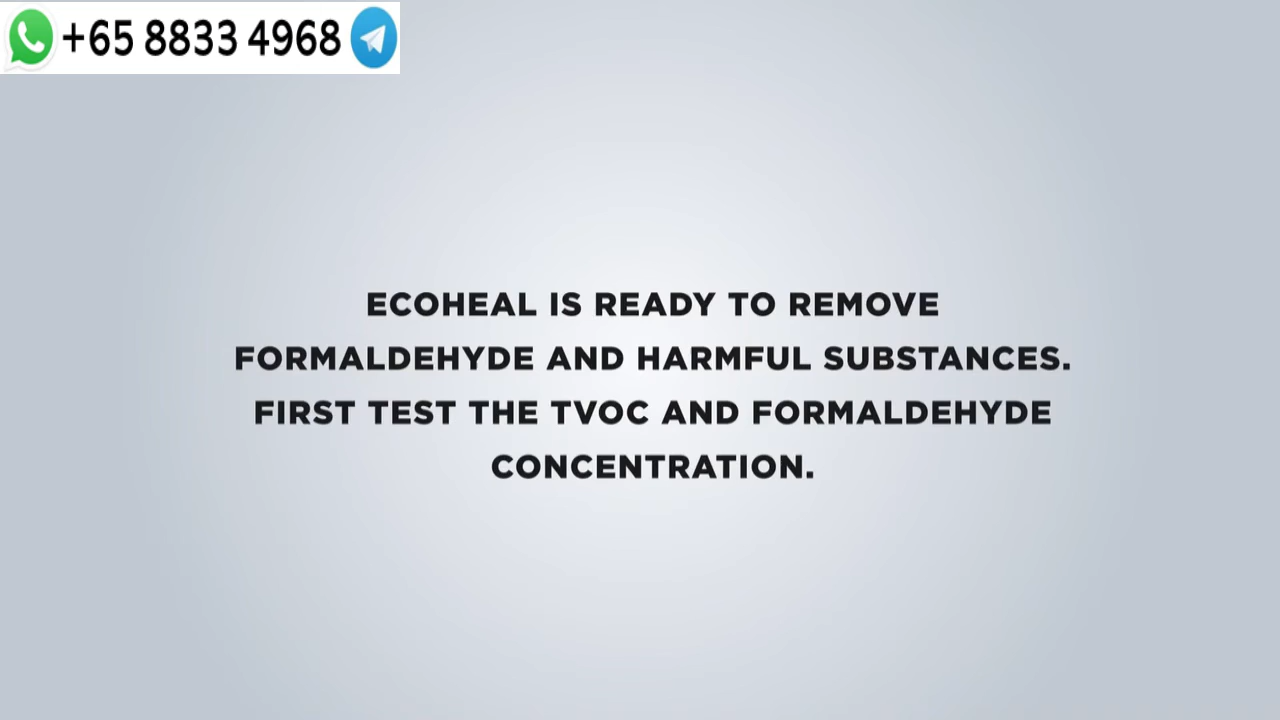 +65 8833 4968
ECOHEAL IS READY TO REMOVE
FORMALDEHYDE AND HARMFUL SUBSTANCES.
FIRST TEST THE TVOC AND FORMALDEHYDE
CONCENTRATION.